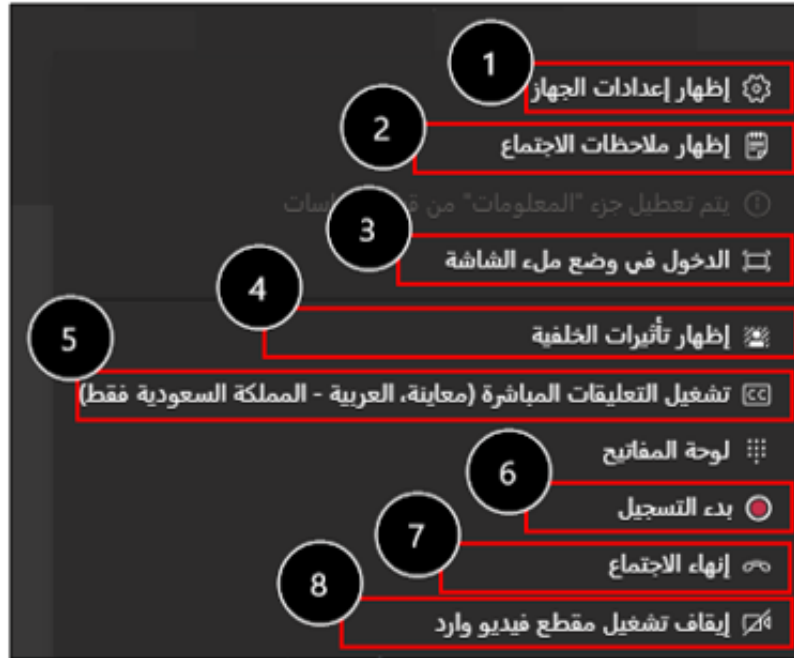 1
إظهار إعدادات الجهاز
2
إظهار ملاحظات الاجتماع
يتم تعطيل جزء "المعلومات" من
3
الدخول في وضع ملء الشاشة
4
إظهار تأثيرات الخلفية
5
تشغيل التعليقات المباشرة (معاينة، العربية - المملكة السعودية فقط)
CC
لوحة المفاتيح
6
بدء التسجيل
7
إنهاء الاجتماع
8
إيقاف تشغيل مقطع فيديو وارد